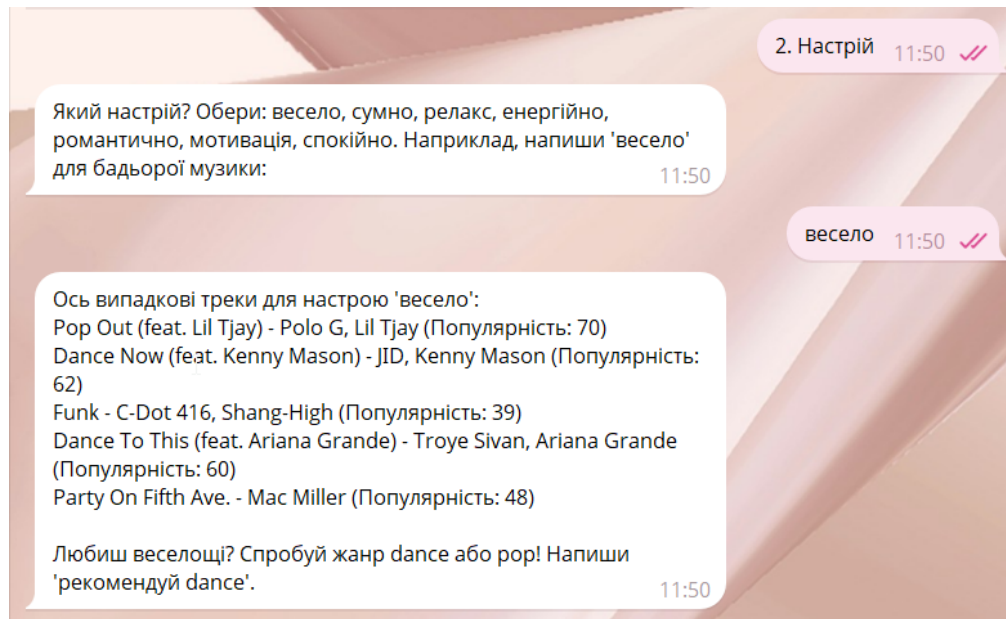 2. Настрій 11:50
Який настрій? Обери: весело, сумно, релакс, енергійно,
романтично, мотивація, спокійно. Наприклад, напиши 'весело'
для бадьорої музики:
11:50
весело 11:50
Ось випадкові треки для настрою 'весело':
Pop Out (feat. Lil Tjay) - Polo G, Lil Tjay (Популярність: 70)
Dance Now (feat. Kenny Mason) - JID, Kenny Mason (Популярність:
62)
Funk - C-Dot 416, Shang-High (Популярність: 39)
Dance To This (feat. Ariana Grande) - Troye Sivan, Ariana Grande
(Популярність: 60)
Party On Fifth Ave. - Mac Miller (Популярність: 48)
Любиш веселощі? Спробуй жанр dance або pop! Напиши
'рекомендуй dance'.
11:50